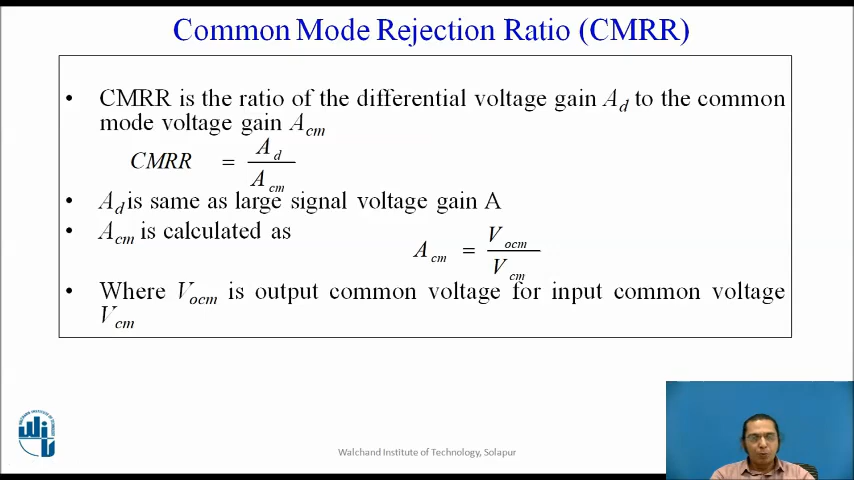 Common Mode Rejection Ratio (CMRR)
• CMRR is the ratio of the differential voltage gain A_d to the common
mode voltage gain A_cm
CMRR = A_d / A_cm
• A_d is same as large signal voltage gain A
• A_cm is calculated as
A_cm = V_ocm / V_cm
• Where V_ocm is output common voltage for input common voltage
V_cm
Walchand Institute of Technology, Solapur